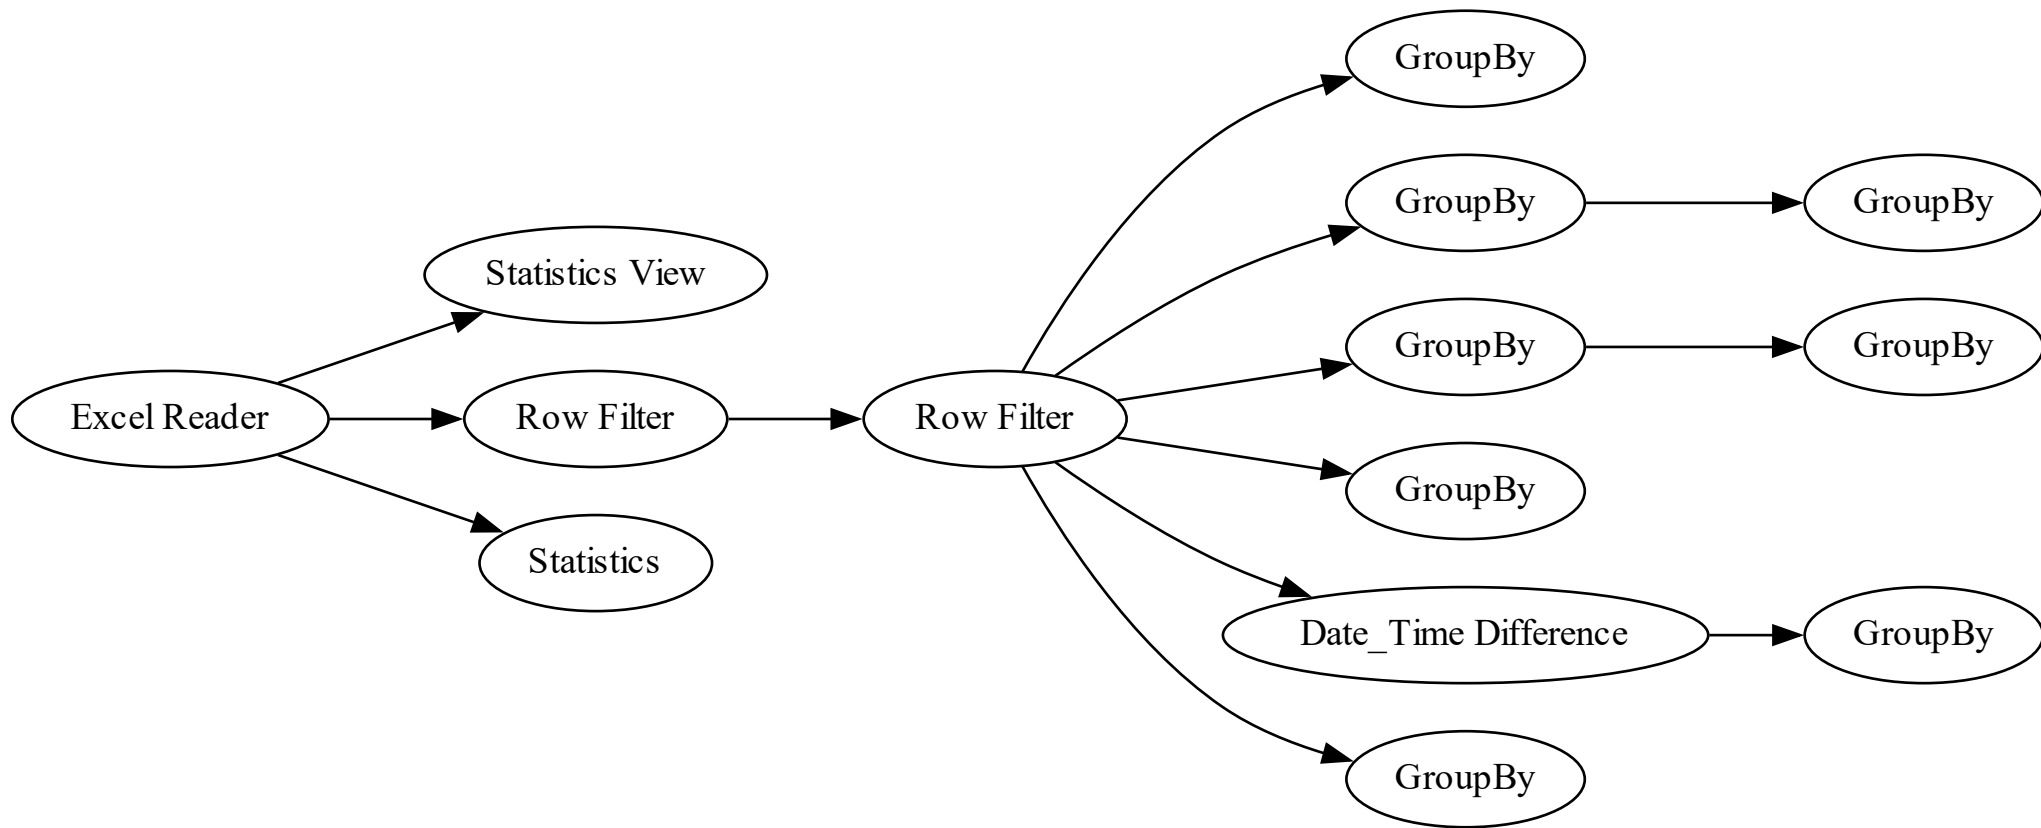 GroupBy
GroupBy
GroupBy
Statistics View
GroupBy
GroupBy
Excel Reader
Row Filter
Row Filter
GroupBy
Statistics
Date_Time Difference
GroupBy
GroupBy